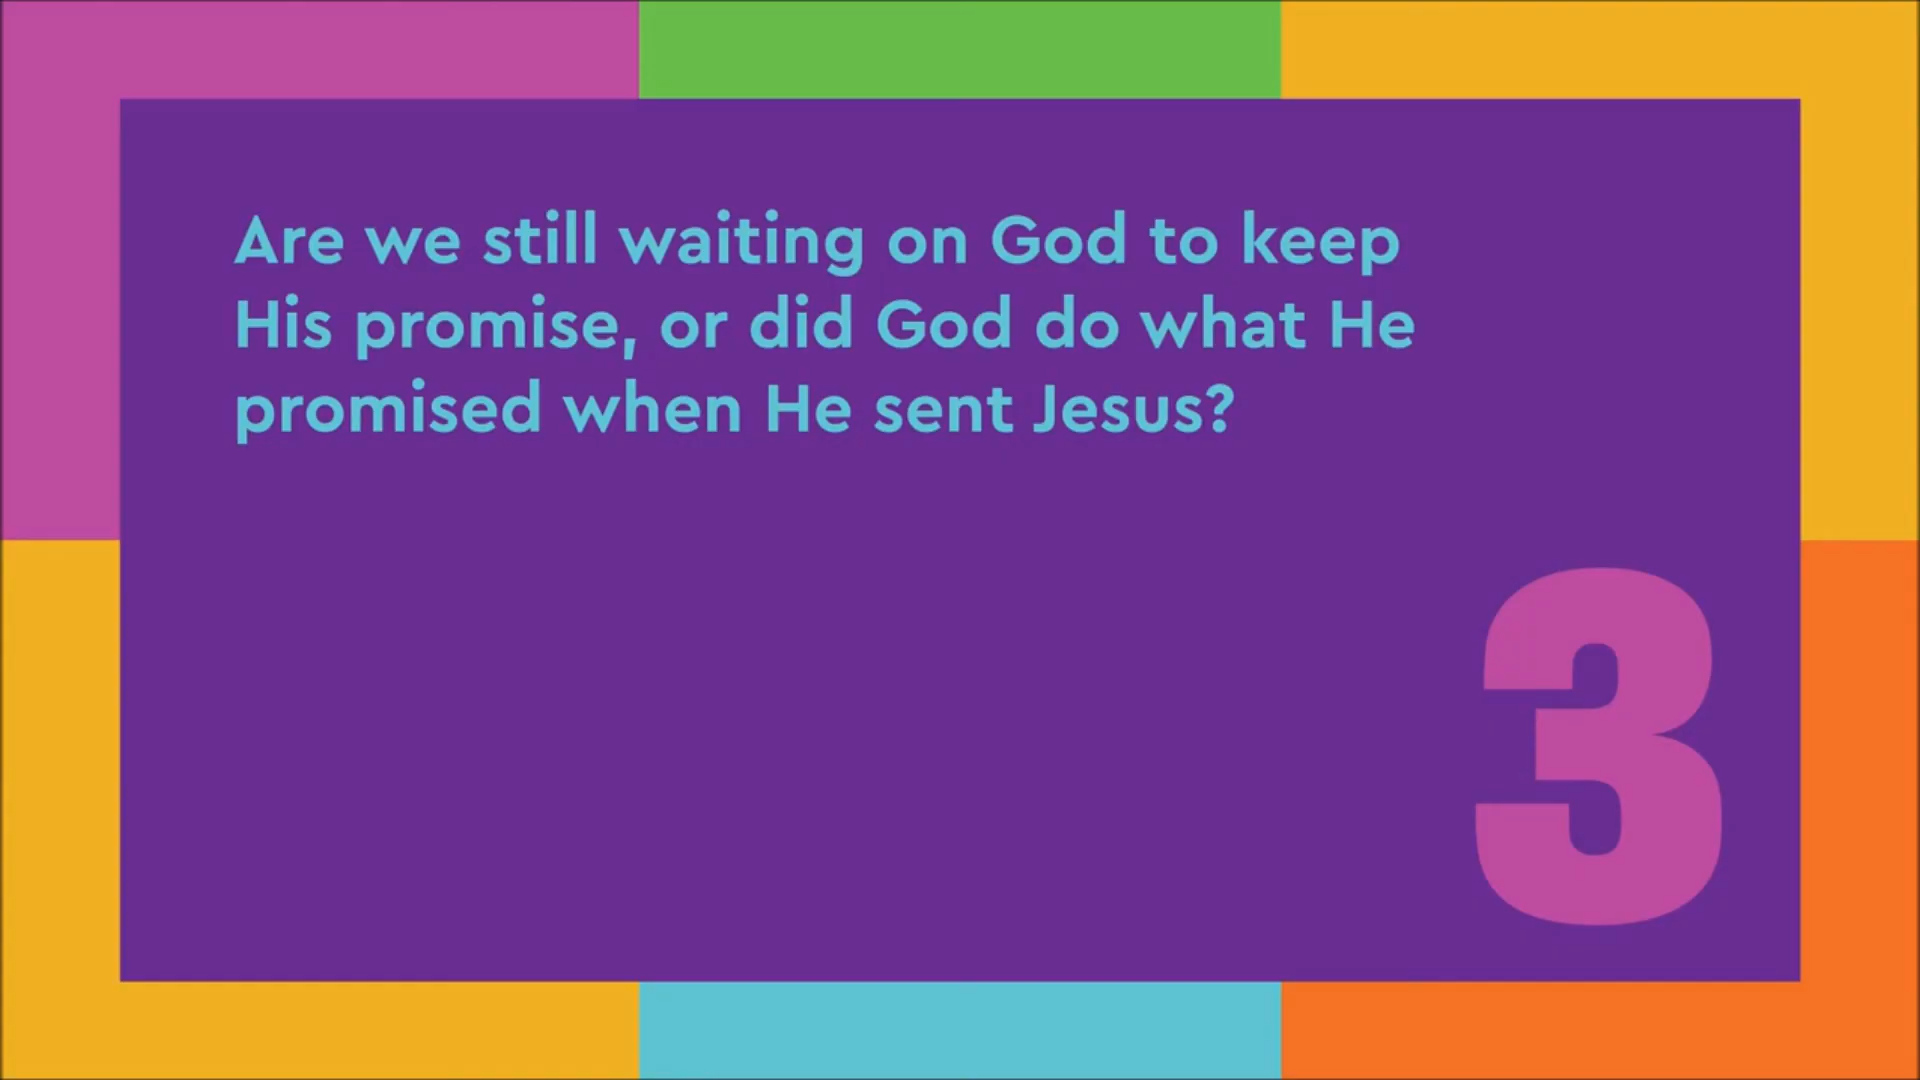 Are we still waiting on God to keep
His promise, or did God do what He
promised when He sent Jesus?
3